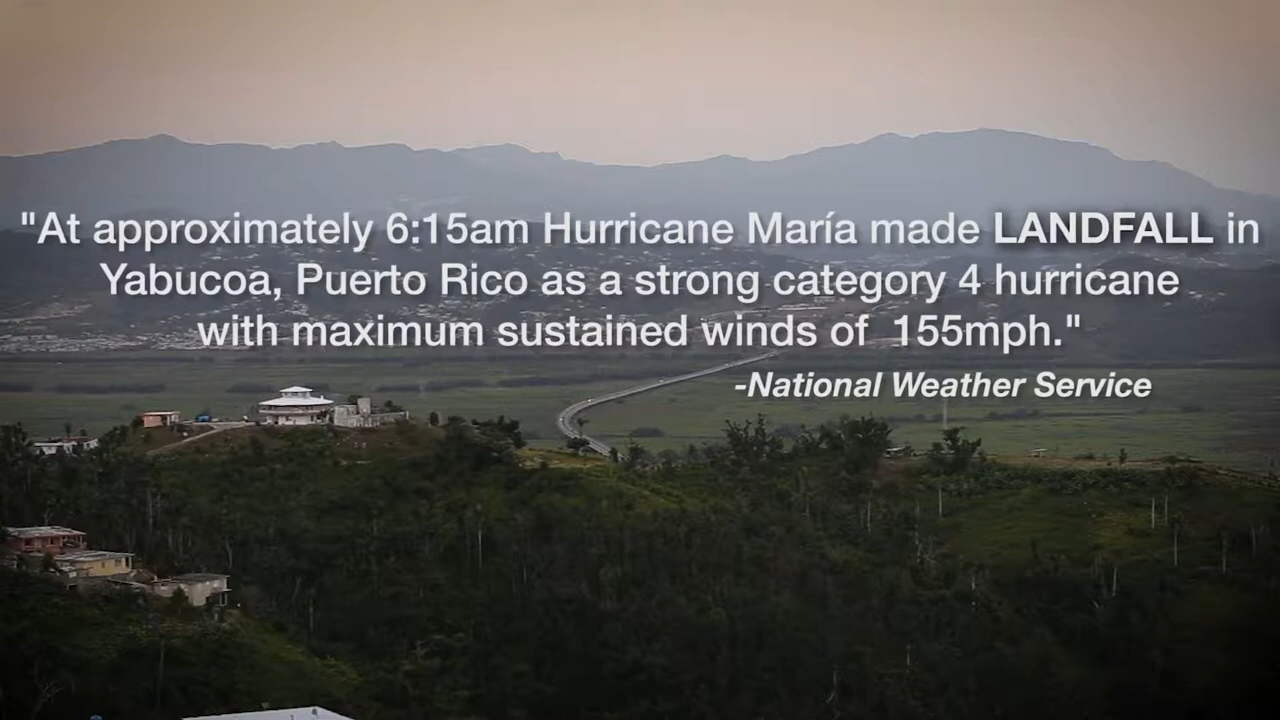 "At approximately 6:15am Hurricane María made LANDFALL in
Yabucoa, Puerto Rico as a strong category 4 hurricane
with maximum sustained winds of  155mph."
-National Weather Service